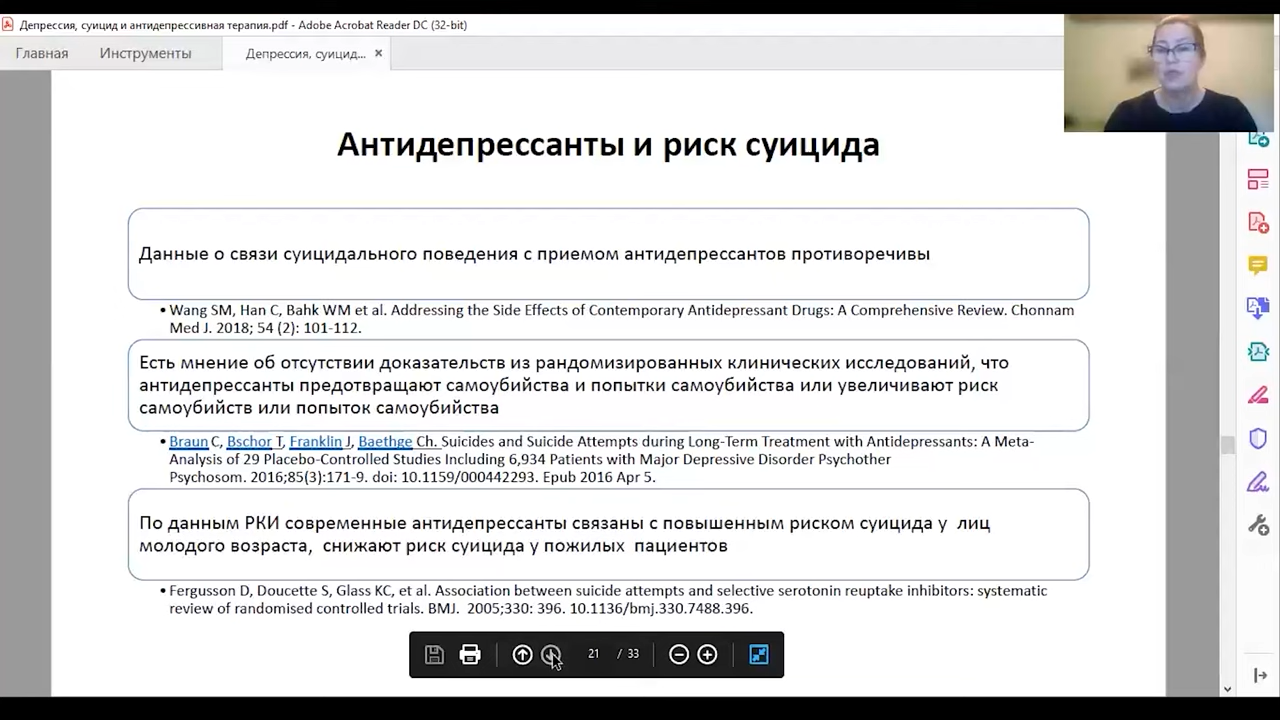 Депрессия, суицид и антидепрессивная терапия.pdf - Adobe Acrobat Reader DC (32-bit)
Главная
Инструменты
Депрессия, суицид... ×
Антидепрессанты и риск суицида
Данные о связи суицидального поведения с приемом антидепрессантов противоречивы
• Wang SM, Han C, Bahk WM et al. Addressing the Side Effects of Contemporary Antidepressant Drugs: A Comprehensive Review. Chonnam
Med J. 2018; 54 (2): 101-112.
Есть мнение об отсутствии доказательств из рандомизированных клинических исследований, что
антидепрессанты предотвращают самоубийства и попытки самоубийства или увеличивают риск
самоубийств или попыток самоубийства
• Braun C, Bschor T, Franklin J, Baethge Ch. Suicides and Suicide Attempts during Long-Term Treatment with Antidepressants: A Meta-
Analysis of 29 Placebo-Controlled Studies Including 6,934 Patients with Major Depressive Disorder Psychother
Psychosom. 2016;85(3):171-9. doi: 10.1159/000442293. Epub 2016 Apr 5.
По данным РКИ современные антидепрессанты связаны с повышенным риском суицида у лиц
молодого возраста, снижают риск суицида у пожилых пациентов
• Fergusson D, Doucette S, Glass KC, et al. Association between suicide attempts and selective serotonin reuptake inhibitors: systematic
review of randomised controlled trials. BMJ. 2005;330: 396. 10.1136/bmj.330.7488.396.
21 / 33